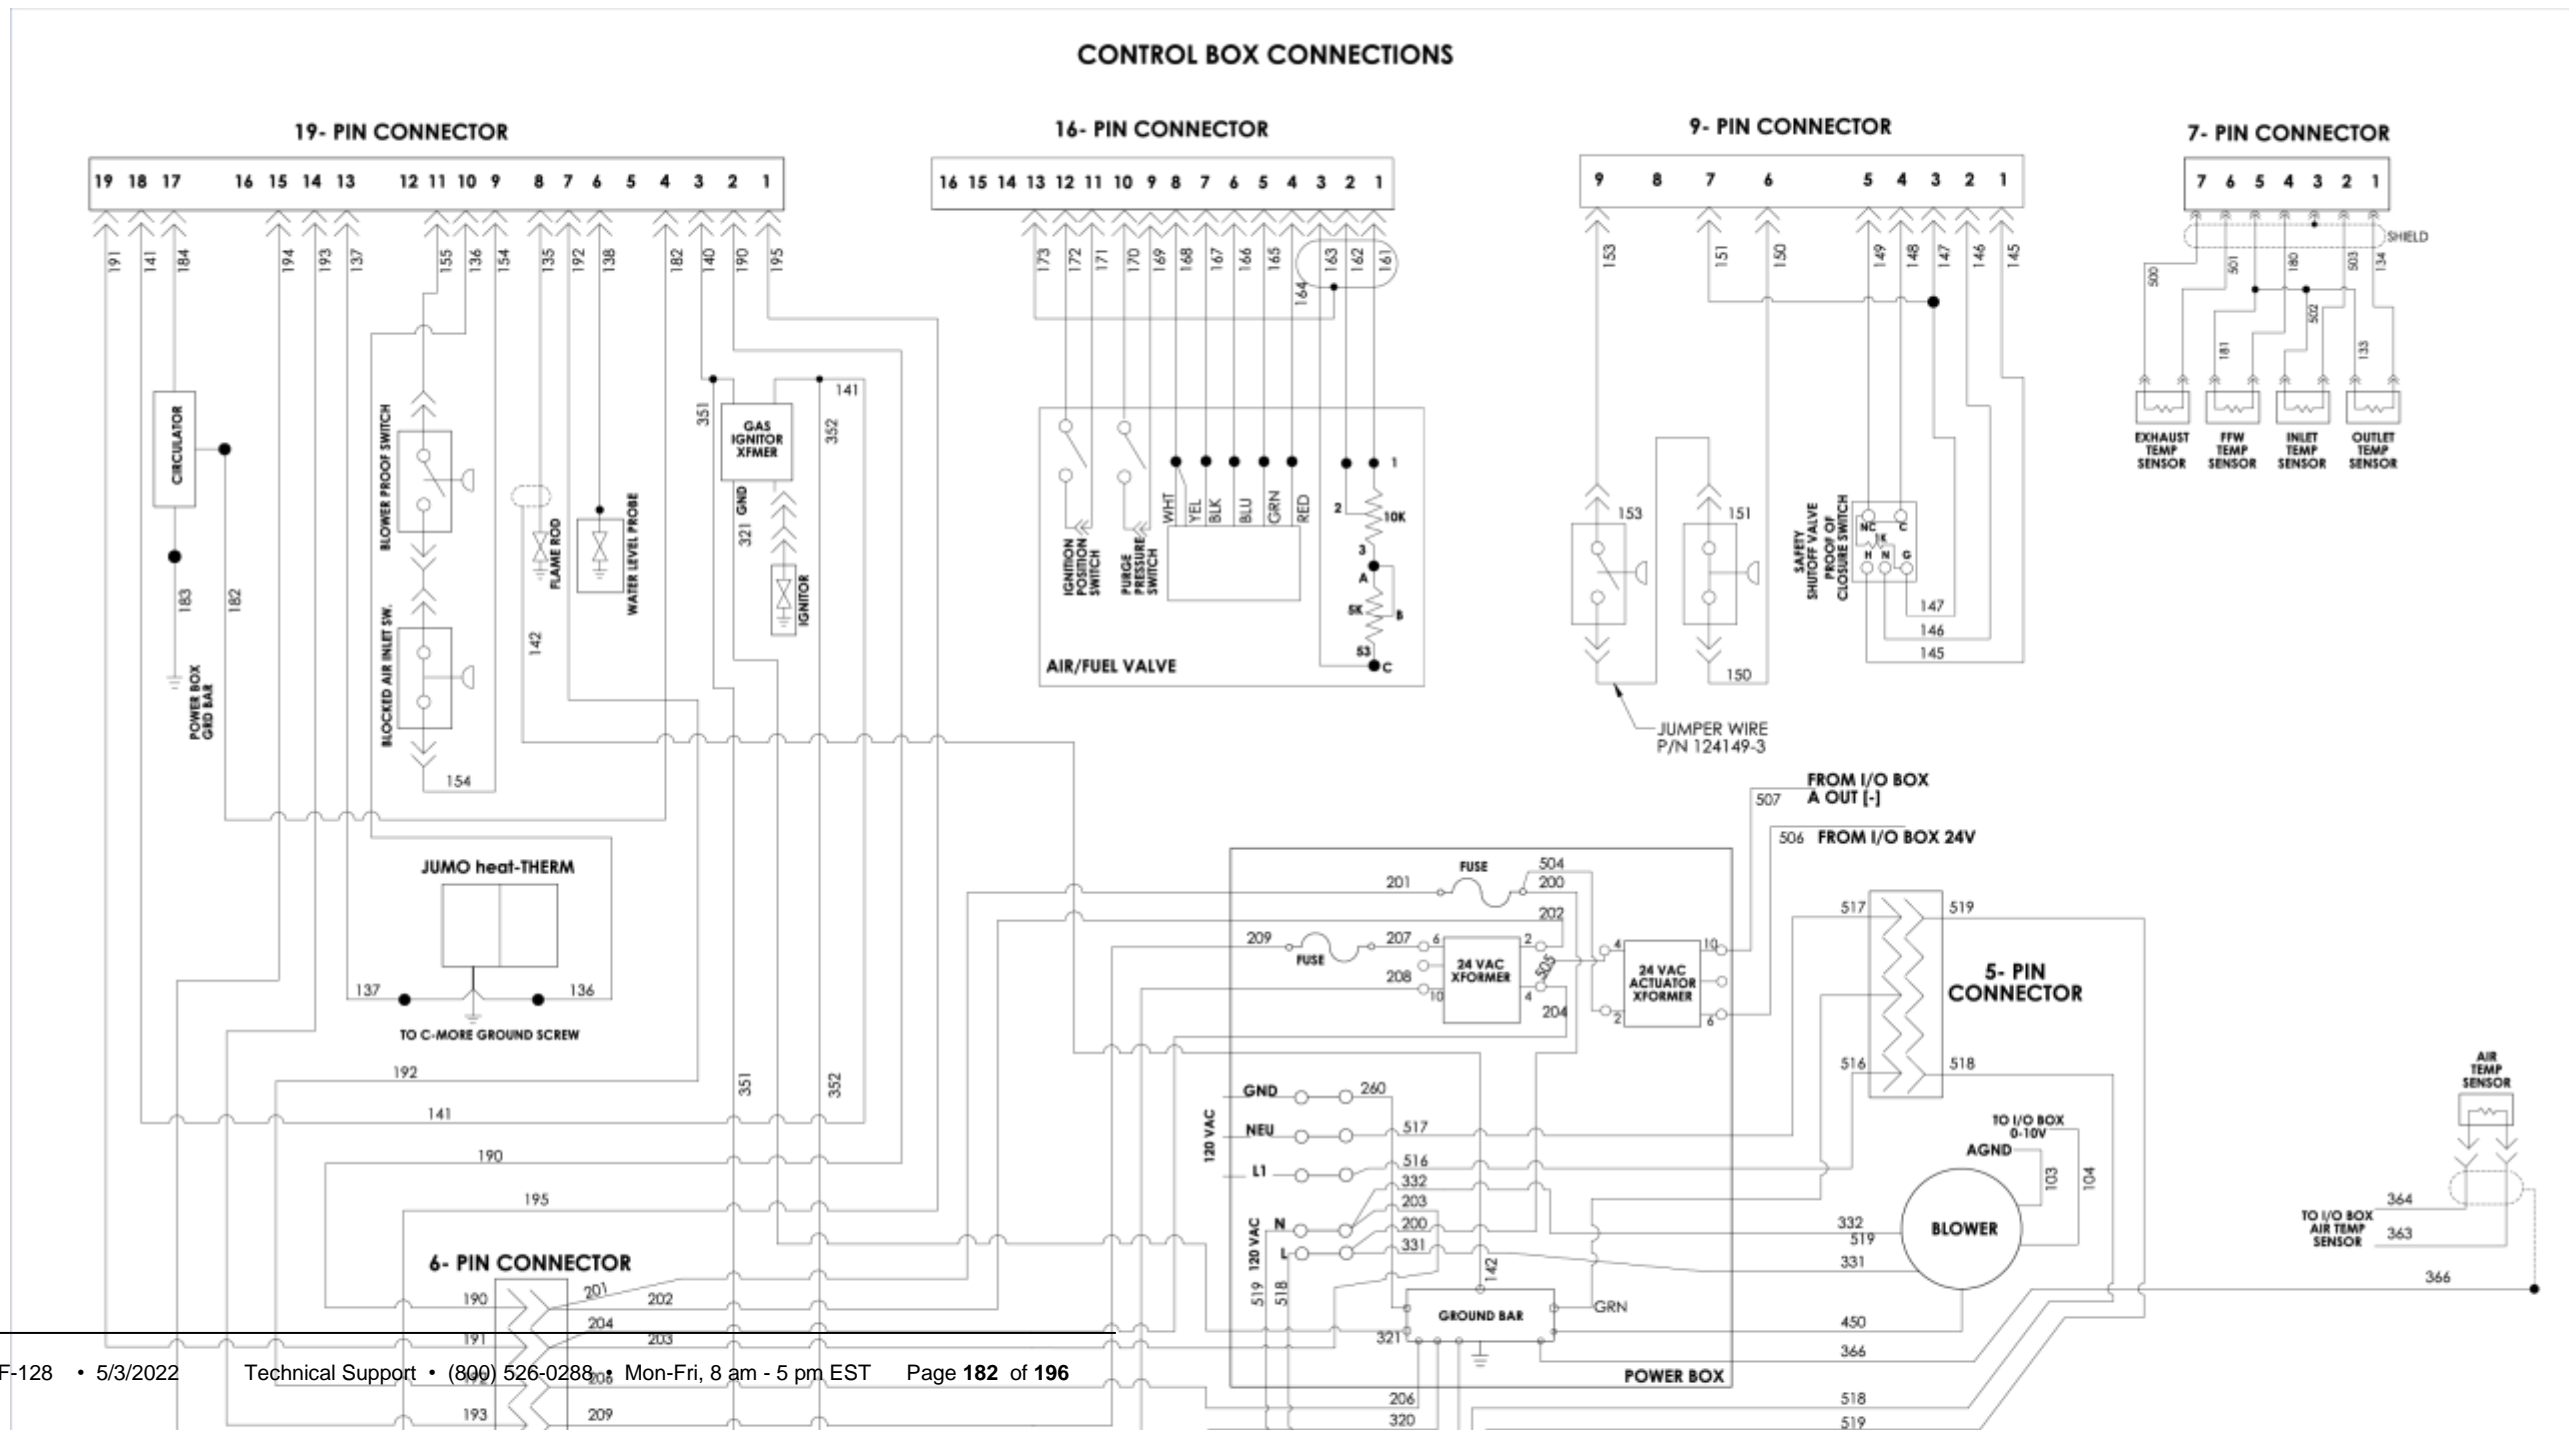 CONTROL BOX CONNECTIONS
19- PIN CONNECTOR
19 18 17 16 15 14 13 12 11 10 9 8 7 6 5 4 3 2 1
191 141 184 194 193 137 155 136 154 135 192 138 182 140 190 195
16- PIN CONNECTOR
16 15 14 13 12 11 10 9 8 7 6 5 4 3 2 1
173 172 171 170 169 168 167 166 165 164 163 162 161
9- PIN CONNECTOR
9 8 7 6 5 4 3 2 1
153 151 150 149 148 147 146 145
7- PIN CONNECTOR
7 6 5 4 3 2 1
SHIELD
500 501 180 503 134
502
181 133
EXHAUST
TEMP
SENSOR
FFW
TEMP
SENSOR
INLET
TEMP
SENSOR
OUTLET
TEMP
SENSOR
CIRCULATOR
183
182
POWER BOX
GRD BAR
BLOWER PROOF SWITCH
BLOCKED AIR INLET SW.
154
FLAME ROD
142
WATER LEVEL PROBE
351
GAS
IGNITOR
XFMER
141
352
GND
321
IGNITOR
IGNITION
POSITION
SWITCH
PURGE
PRESSURE
SWITCH
WHT
YEL
BLK
BLU
GRN
RED
1
2
10K
3
A
5K
B
53
C
AIR/FUEL VALVE
153
151
150
JUMPER WIRE
P/N 124149-3
SAFETY
SHUTOFF VALVE
PROOF OF
CLOSURE SWITCH
NC C
1K
H N G
147
146
145
JUMO heat-THERM
137
136
TO C-MORE GROUND SCREW
192
141
351
352
190
195
FROM I/O BOX
A OUT [-]
507
506 FROM I/O BOX 24V
FUSE
201
504
200
202
209
FUSE
207
6
2
208
10
4
24 VAC
XFORMER
505
204
4
10
24 VAC
ACTUATOR
XFORMER
2
6
517
519
5- PIN
CONNECTOR
516
518
120 VAC
GND
260
NEU
517
L1
516
332
203
120 VAC
N
200
L
331
519
518
142
GROUND BAR
GRN
321
POWER BOX
TO I/O BOX
0-10V
AGND
103
104
BLOWER
332
519
331
450
366
518
519
AIR
TEMP
SENSOR
364
TO I/O BOX
AIR TEMP
SENSOR
363
366
6- PIN CONNECTOR
190
201
202
204
191
203
192
206
193
209
206
320
F-128 • 5/3/2022 Technical Support • (800) 526-0288 • Mon-Fri, 8 am - 5 pm EST Page 182 of 196